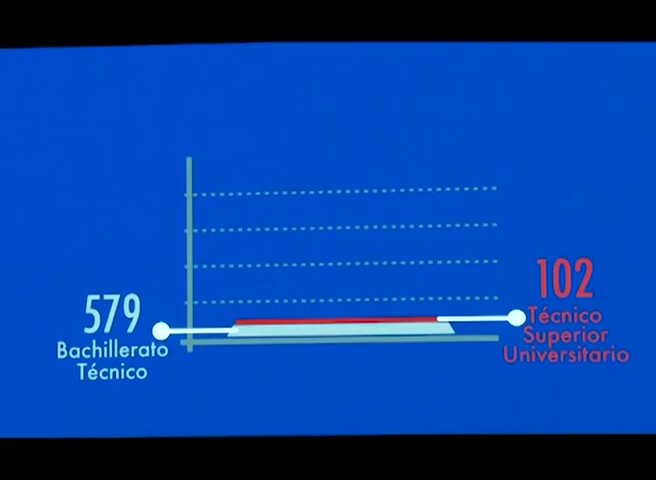 579
Bachillerato
Técnico
102
Técnico
Superior
Universitario